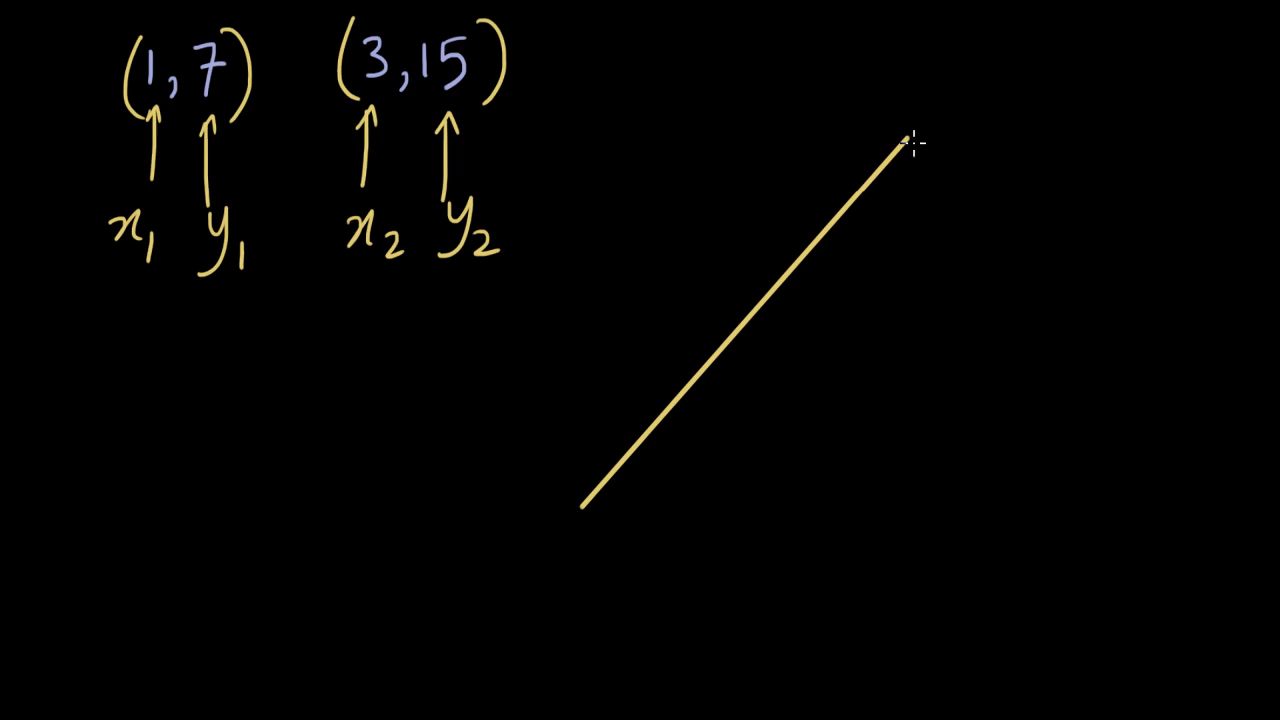 (1,7) (3,15)
x₁ y₁ x₂ y₂